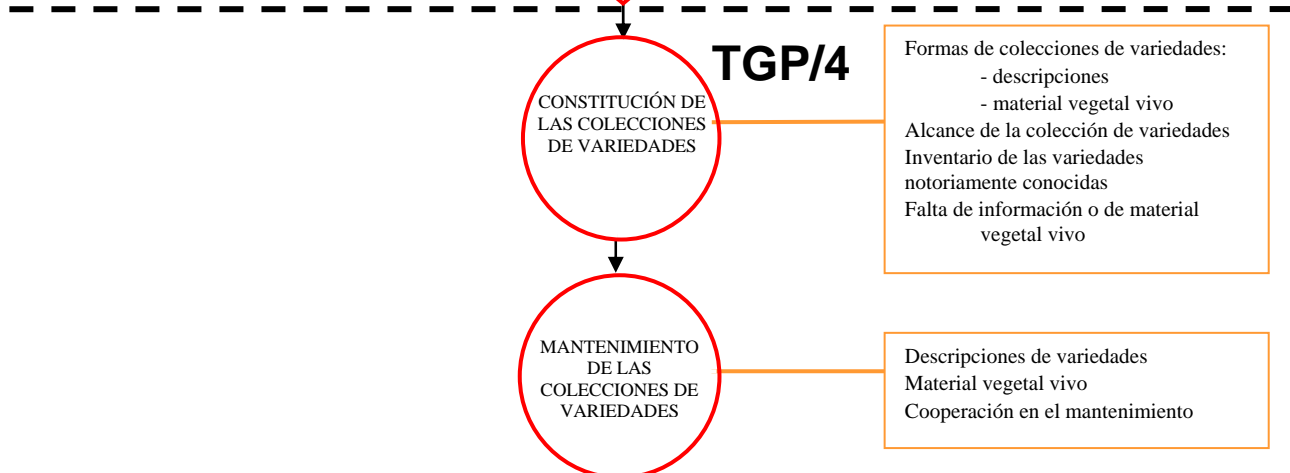 TGP/4
CONSTITUCIÓN DE
LAS COLECCIONES
DE VARIEDADES
Formas de colecciones de variedades:
- descripciones
- material vegetal vivo
Alcance de la colección de variedades
Inventario de las variedades
notoriamente conocidas
Falta de información o de material
vegetal vivo
MANTENIMIENTO
DE LAS
COLECCIONES DE
VARIEDADES
Descripciones de variedades
Material vegetal vivo
Cooperación en el mantenimiento